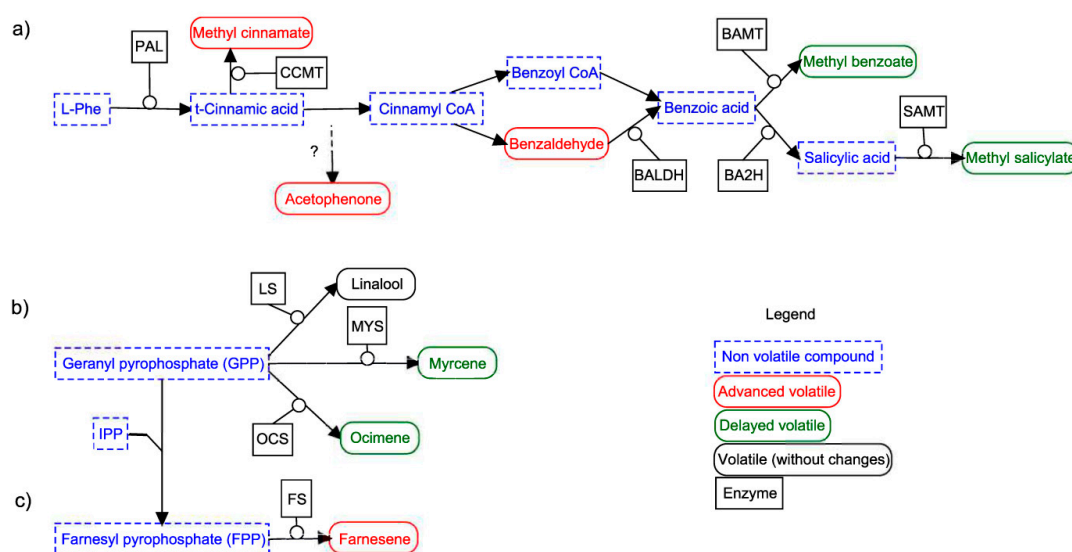 a)
PAL
Methyl cinnamate
CCMT
L-Phe
t-Cinnamic acid
Cinnamyl CoA
Benzoyl CoA
Benzaldehyde
BALDH
Benzoic acid
BAMT
BA2H
Methyl benzoate
Salicylic acid
SAMT
Methyl salicylate
?
Acetophenone
b)
LS
Linalool
MYS
Geranyl pyrophosphate (GPP)
Myrcene
OCS
Ocimene
IPP
c)
FS
Farnesyl pyrophosphate (FPP)
Farnesene
Legend
Non volatile compound
Advanced volatile
Delayed volatile
Volatile (without changes)
Enzyme